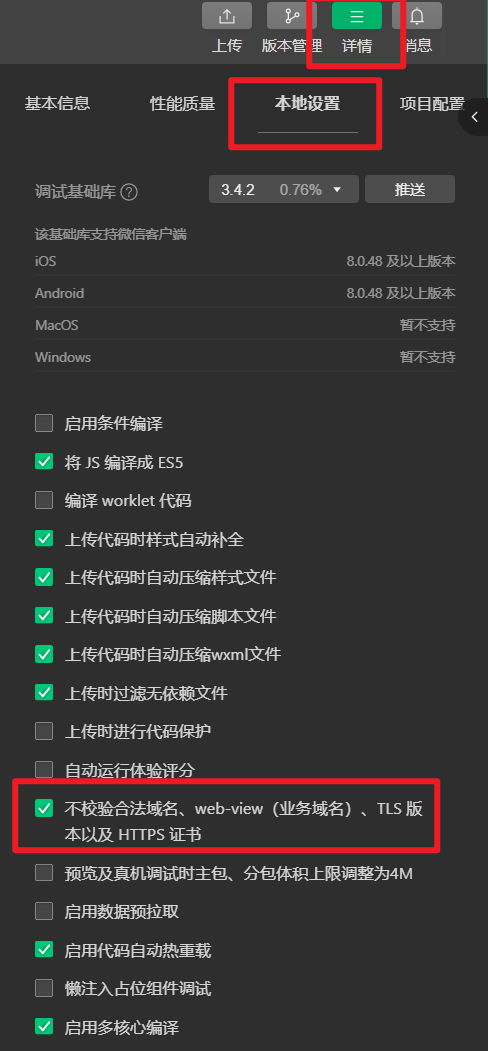 上传 版本管理 详情 消息
基本信息 性能质量 本地设置 项目配置
调试基础库 ? 3.4.2 0.76% 推送
该基础库支持微信客户端
iOS 8.0.48 及以上版本
Android 8.0.48 及以上版本
MacOS 暂不支持
Windows 暂不支持
启用条件编译
将 JS 编译成 ES5
编译 worklet 代码
上传代码时样式自动补全
上传代码时自动压缩样式文件
上传代码时自动压缩脚本文件
上传代码时自动压缩wxml文件
上传时过滤无依赖文件
上传时进行代码保护
自动运行体验评分
不校验合法域名、web-view（业务域名）、TLS 版
本以及 HTTPS 证书
预览及真机调试时主包、分包体积上限调整为4M
启用数据预拉取
启用代码自动热重载
懒注入占位组件调试
启用多核心编译